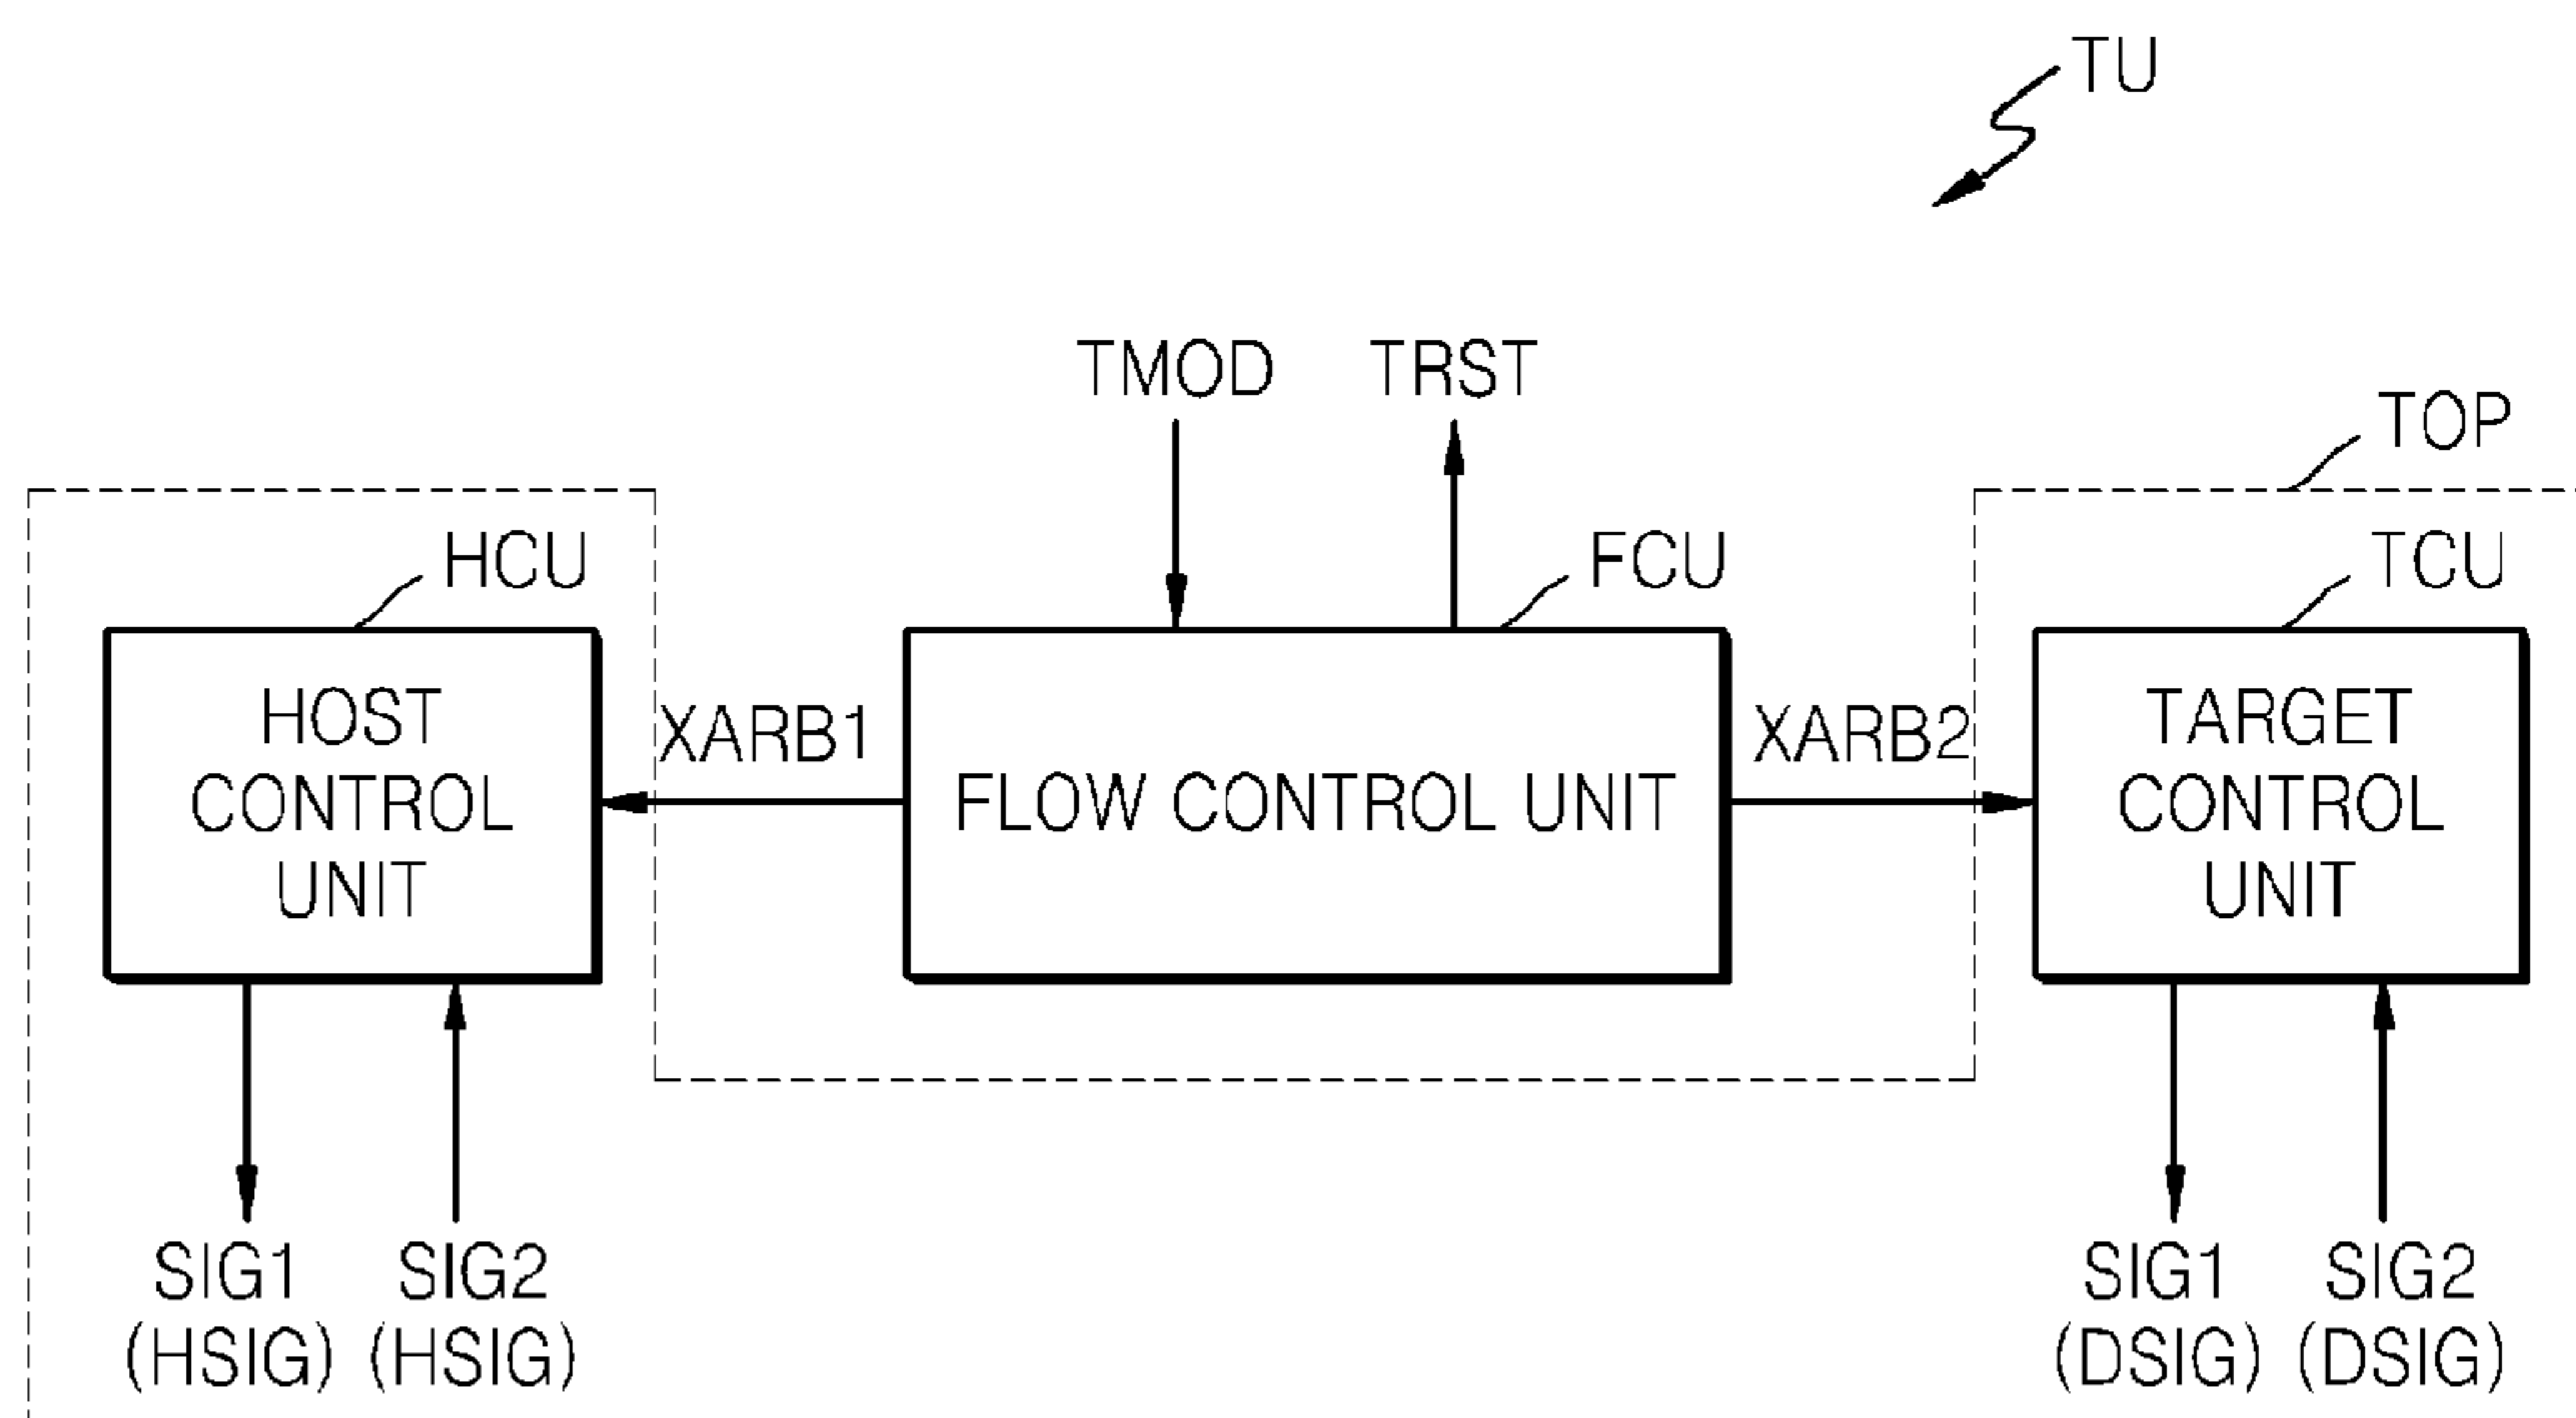 TU
TMOD
TRST
TOP
HCU
FCU
TCU
HOST
CONTROL
UNIT
XARB1
FLOW CONTROL UNIT
XARB2
TARGET
CONTROL
UNIT
SIG1
(HSIG)
SIG2
(HSIG)
SIG1
(DSIG)
SIG2
(DSIG)